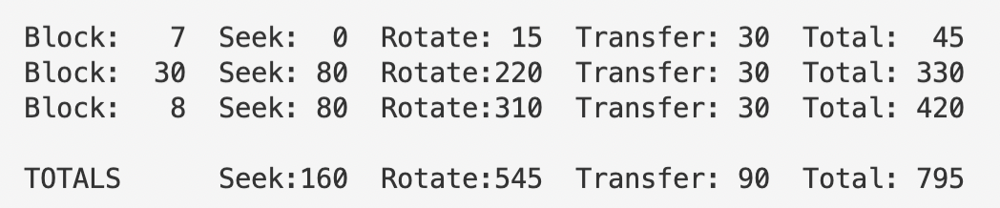 Block:   7  Seek:  0  Rotate: 15  Transfer: 30  Total:  45
Block:  30  Seek: 80  Rotate:220  Transfer: 30  Total: 330
Block:   8  Seek: 80  Rotate:310  Transfer: 30  Total: 420

TOTALS      Seek:160  Rotate:545  Transfer: 90  Total: 795